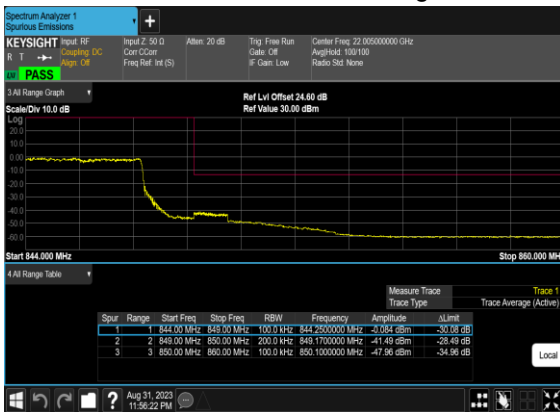 Spectrum Analyzer 1
Spurious Emissions
KEYSIGHT Input: RF Input Z: 50 Ω Atten: 20 dB Trig: Free Run Center Freq: 22.005000000 GHz
R T Coupling: DC Corr CCorr Gate: Off Avg|Hold: 100/100
Align: Off Freq Ref: Int (S) IF Gain: Low Radio Std: None
PASS
3 All Range Graph
Ref Lvl Offset 24.60 dB
Scale/Div 10.0 dB Ref Value 30.00 dBm
Log
20.0
10.0
0.00
-10.0
-20.0
-30.0
-40.0
-50.0
-60.0
Start 844.000 MHz Stop 860.000 MH
4 All Range Table
Measure Trace Trace 1
Trace Type Trace Average (Active)
Spur Range Start Freq Stop Freq RBW Frequency Amplitude ΔLimit
1 1 844.00 MHz 849.00 MHz 100.0 kHz 844.2500000 MHz -0.084 dBm -30.08 dB
2 2 849.00 MHz 850.00 MHz 200.0 kHz 849.1700000 MHz -41.49 dBm -28.49 dB
3 3 850.00 MHz 860.00 MHz 100.0 kHz 850.1000000 MHz -47.96 dBm -34.96 dB
Local
Aug 31, 2023
11:56:22 PM